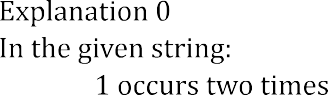 Explanation 0
In the given string:
1 occurs two times